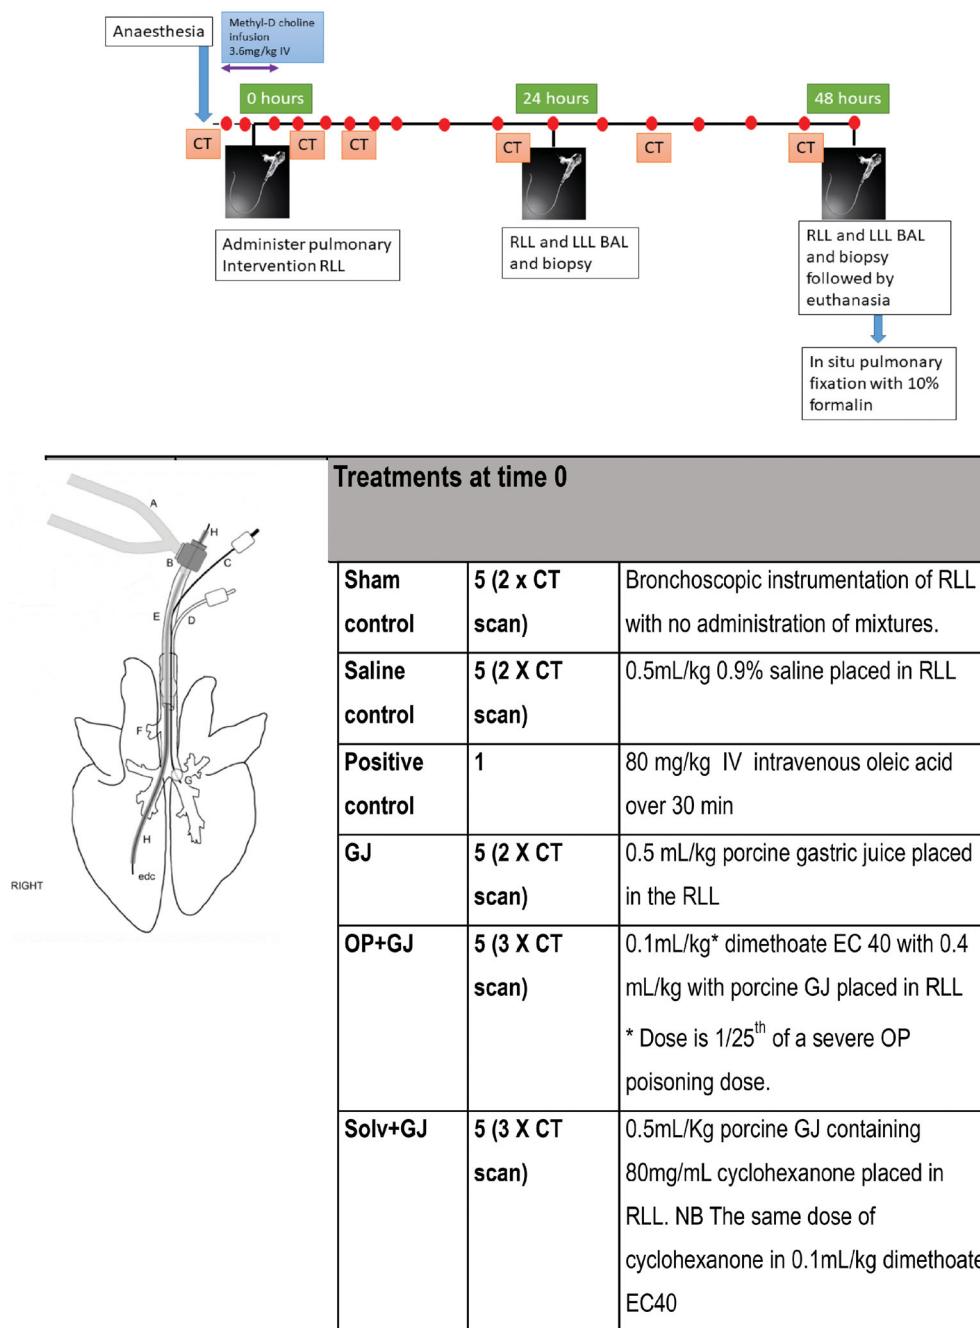 Anaesthesia
Methyl-D choline
infusion
3.6mg/kg IV
0 hours
24 hours
48 hours
CT
CT
CT
CT
CT
CT
Administer pulmonary
Intervention RLL
RLL and LLL BAL
and biopsy
RLL and LLL BAL
and biopsy
followed by
euthanasia
In situ pulmonary
fixation with 10%
formalin
A
H
B
C
E
D
F
G
H
edc
RIGHT
Treatments at time 0
Sham
control
5 (2 x CT
scan)
Bronchoscopic instrumentation of RLL
with no administration of mixtures.
Saline
control
5 (2 X CT
scan)
0.5mL/kg 0.9% saline placed in RLL
Positive
control
1
80 mg/kg IV intravenous oleic acid
over 30 min
GJ
5 (2 X CT
scan)
0.5 mL/kg porcine gastric juice placed
in the RLL
OP+GJ
5 (3 X CT
scan)
0.1mL/kg* dimethoate EC 40 with 0.4
mL/kg with porcine GJ placed in RLL
* Dose is 1/25th of a severe OP
poisoning dose.
Solv+GJ
5 (3 X CT
scan)
0.5mL/Kg porcine GJ containing
80mg/mL cyclohexanone placed in
RLL. NB The same dose of
cyclohexanone in 0.1mL/kg dimethoate
EC40